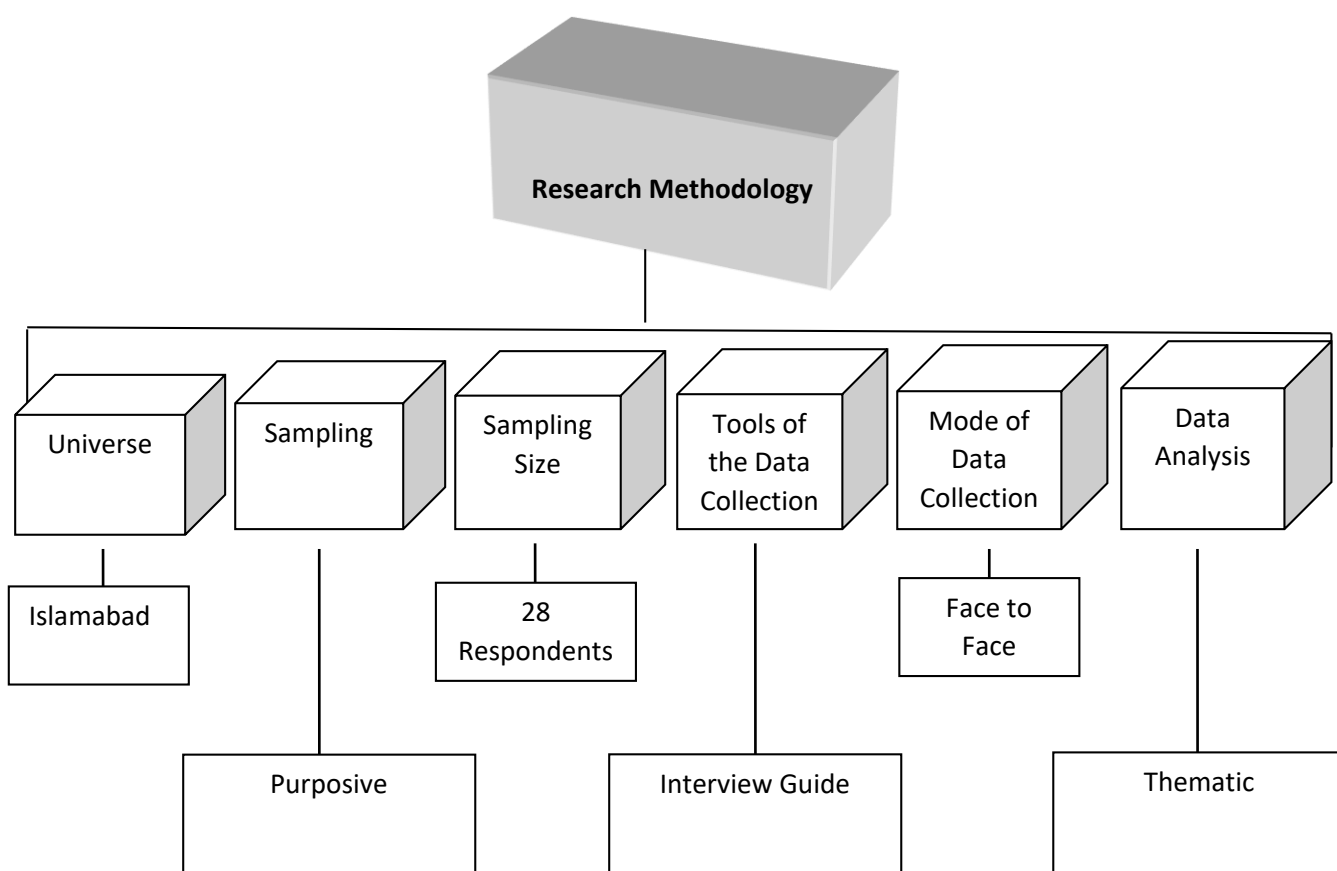 Research Methodology
Universe
Sampling
Sampling
Size
Tools of
the Data
Collection
Mode of
Data
Collection
Data
Analysis
Islamabad
28
Respondents
Face to
Face
Purposive
Interview Guide
Thematic